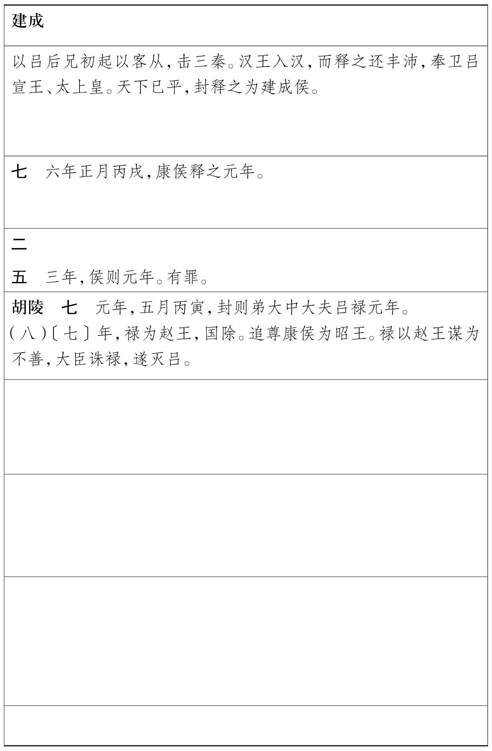 建成
以吕后兄初起以客从，击三秦。汉王入汉，而释之还丰沛，奉卫吕
宣王、太上皇。天下已平，封释之为建成侯。
七　六年正月丙戌，康侯释之元年。
二
五　三年，侯则元年。有罪。
胡陵　七　元年，五月丙寅，封则弟大中大夫吕禄元年。
(八)〔七〕年，禄为赵王，国除。追尊康侯为昭王。禄以赵王谋为
不善，大臣诛禄，遂灭吕。